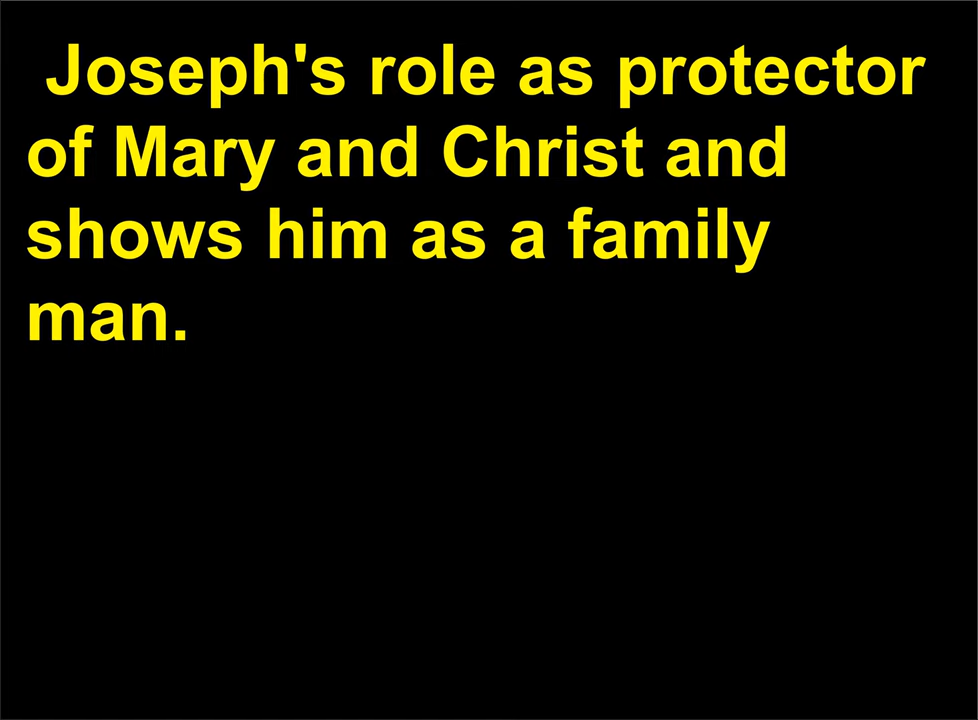 Joseph's role as protector
of Mary and Christ and
shows him as a family
man.